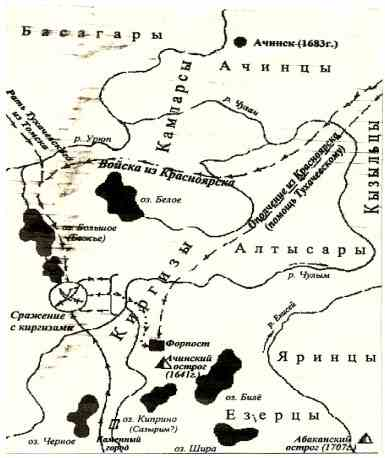 Басагары
Ачинск (1683г.)
Ачинцы
Кампарсы
р. Чулым
Рать Тухачевского
из Томска
р. Урюп
Войска из Красноярска
Ополчение из Красноярска
(помощь Тухачевскому)
Кызыльцы
оз. Белое
оз. Большое
(Божье)
Алтысары
р. Чулым
Киргизы
Сражение
с киргизами
р. Енисей
Форпост
Ачинский
острог
(1641г.)
Яринцы
оз. Билё
Езерцы
оз. Киприно
(Сазырим?)
оз. Черное
Каменный
город
оз. Шира
Абаканский
острог (1707г.)